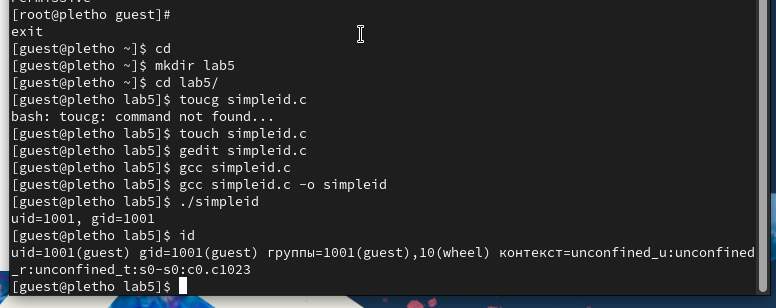 [root@pletho guest]#
exit
[guest@pletho ~]$ cd
[guest@pletho ~]$ mkdir lab5
[guest@pletho ~]$ cd lab5/
[guest@pletho lab5]$ toucg simpleid.c
bash: toucg: command not found...
[guest@pletho lab5]$ touch simpleid.c
[guest@pletho lab5]$ gedit simpleid.c
[guest@pletho lab5]$ gcc simpleid.c
[guest@pletho lab5]$ gcc simpleid.c -o simpleid
[guest@pletho lab5]$ ./simpleid
uid=1001, gid=1001
[guest@pletho lab5]$ id
uid=1001(guest) gid=1001(guest) группы=1001(guest),10(wheel) контекст=unconfined_u:unconfined
_r:unconfined_t:s0-s0:c0.c1023
[guest@pletho lab5]$